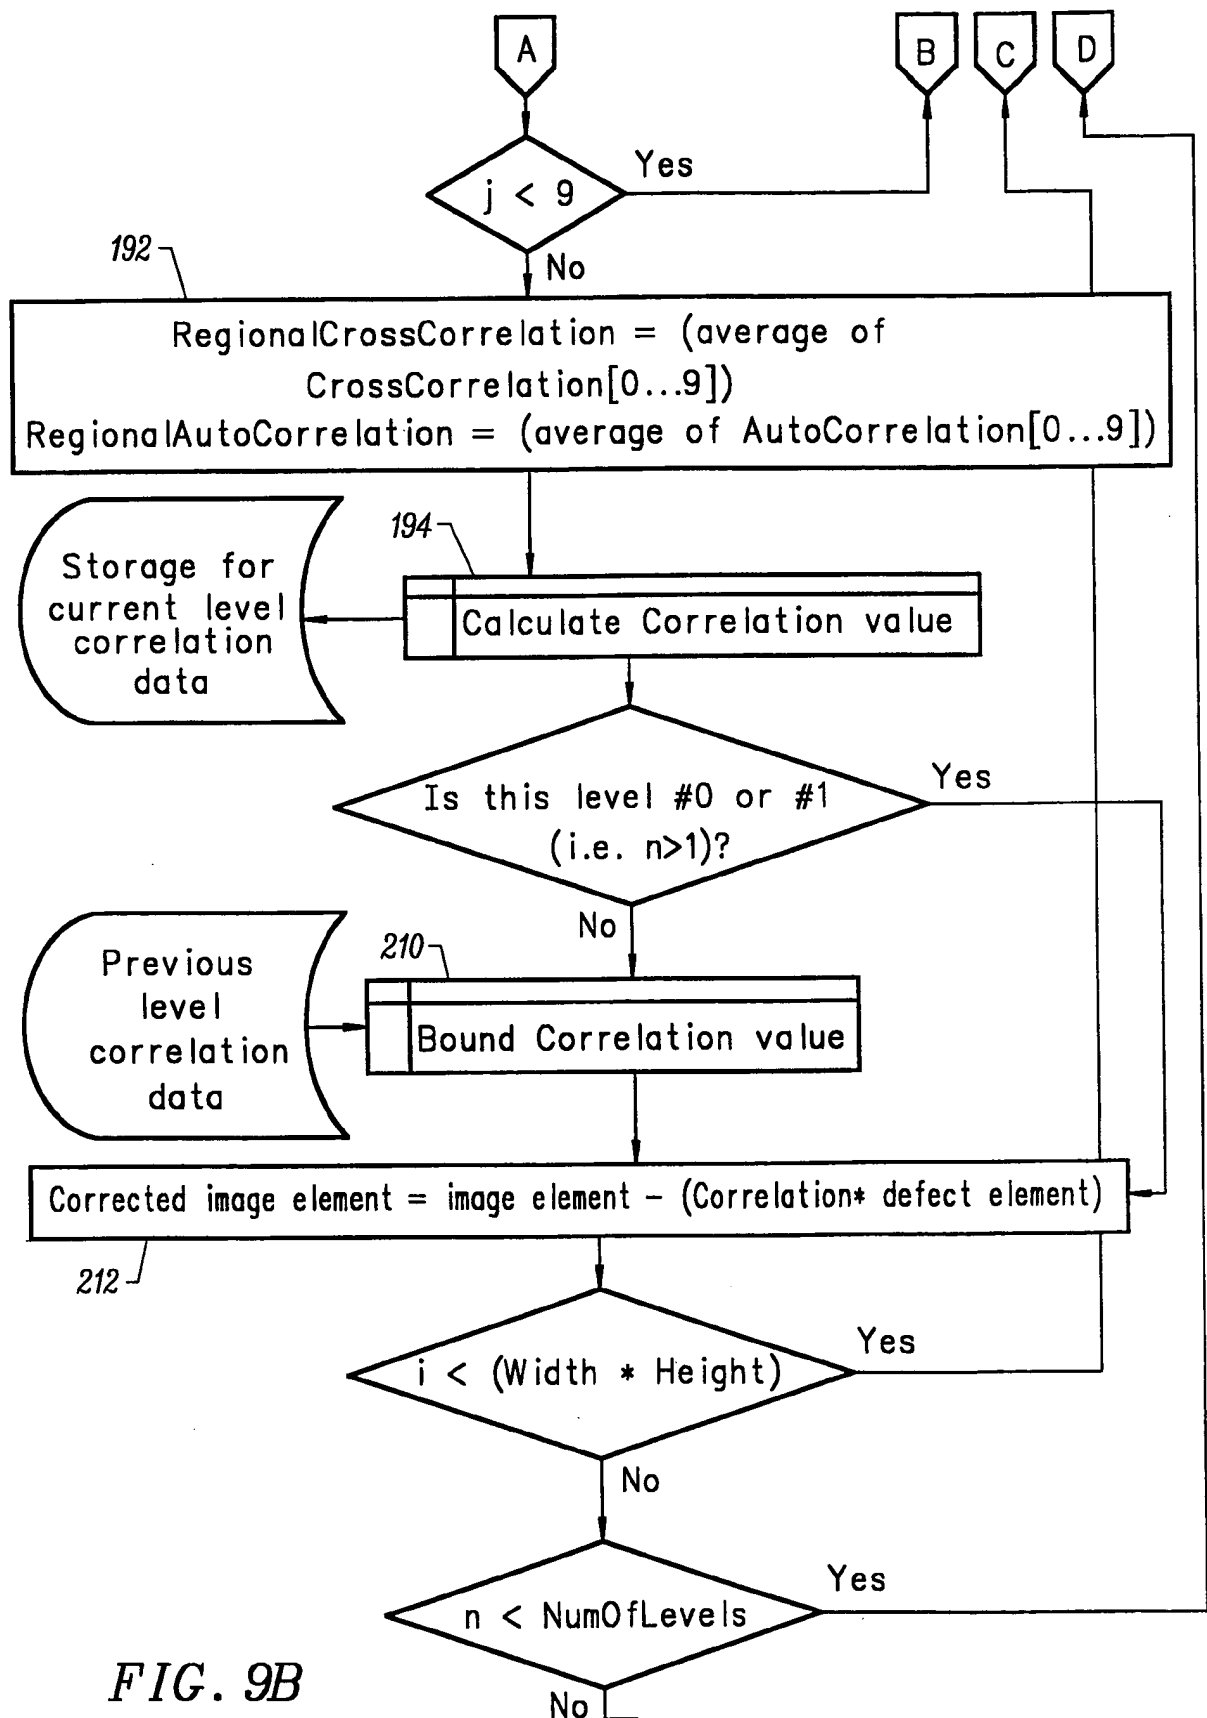 A
B
C
D
j < 9
Yes
No
192
RegionalCrossCorrelation = (average of
CrossCorrelation[0...9])
RegionalAutoCorrelation = (average of AutoCorrelation[0...9])
Storage for
current level
correlation
data
194
Calculate Correlation value
Is this level #0 or #1
(i.e. n>1)?
Yes
No
Previous
level
correlation
data
210
Bound Correlation value
Corrected image element = image element - (Correlation* defect element)
212
i < (Width * Height)
Yes
No
n < NumOfLevels
Yes
No
FIG. 9B